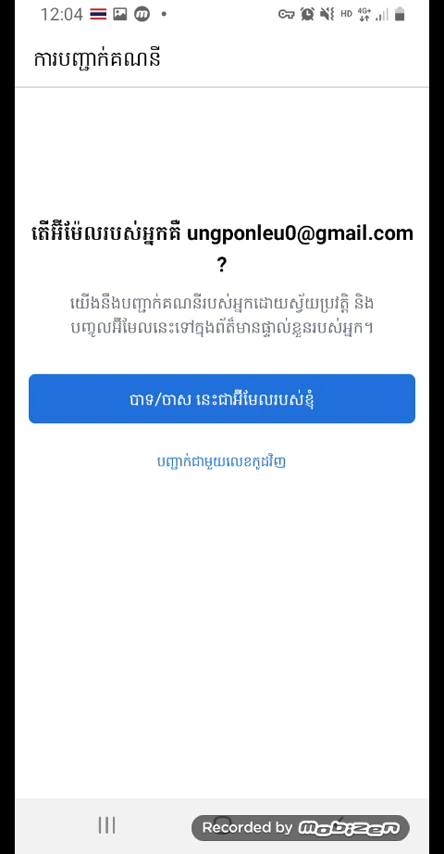 12:04 HD 4G+
ការបញ្ជាក់គណនី
តើអ៊ីម៉ែលរបស់អ្នកគឺ ungponleu0@gmail.com
?
យើងនឹងបញ្ជាក់គណនីរបស់អ្នកដោយស្វ័យប្រវត្តិ និង
បញ្ចូលអ៊ីមែលនេះទៅក្នុងព័ត៌មានផ្ទាល់ខ្លួនរបស់អ្នក។
បាទ/ចាស នេះជាអ៊ីមែលរបស់ខ្ញុំ
បញ្ជាក់ជាមួយលេខកូដវិញ
Recorded by mobizen